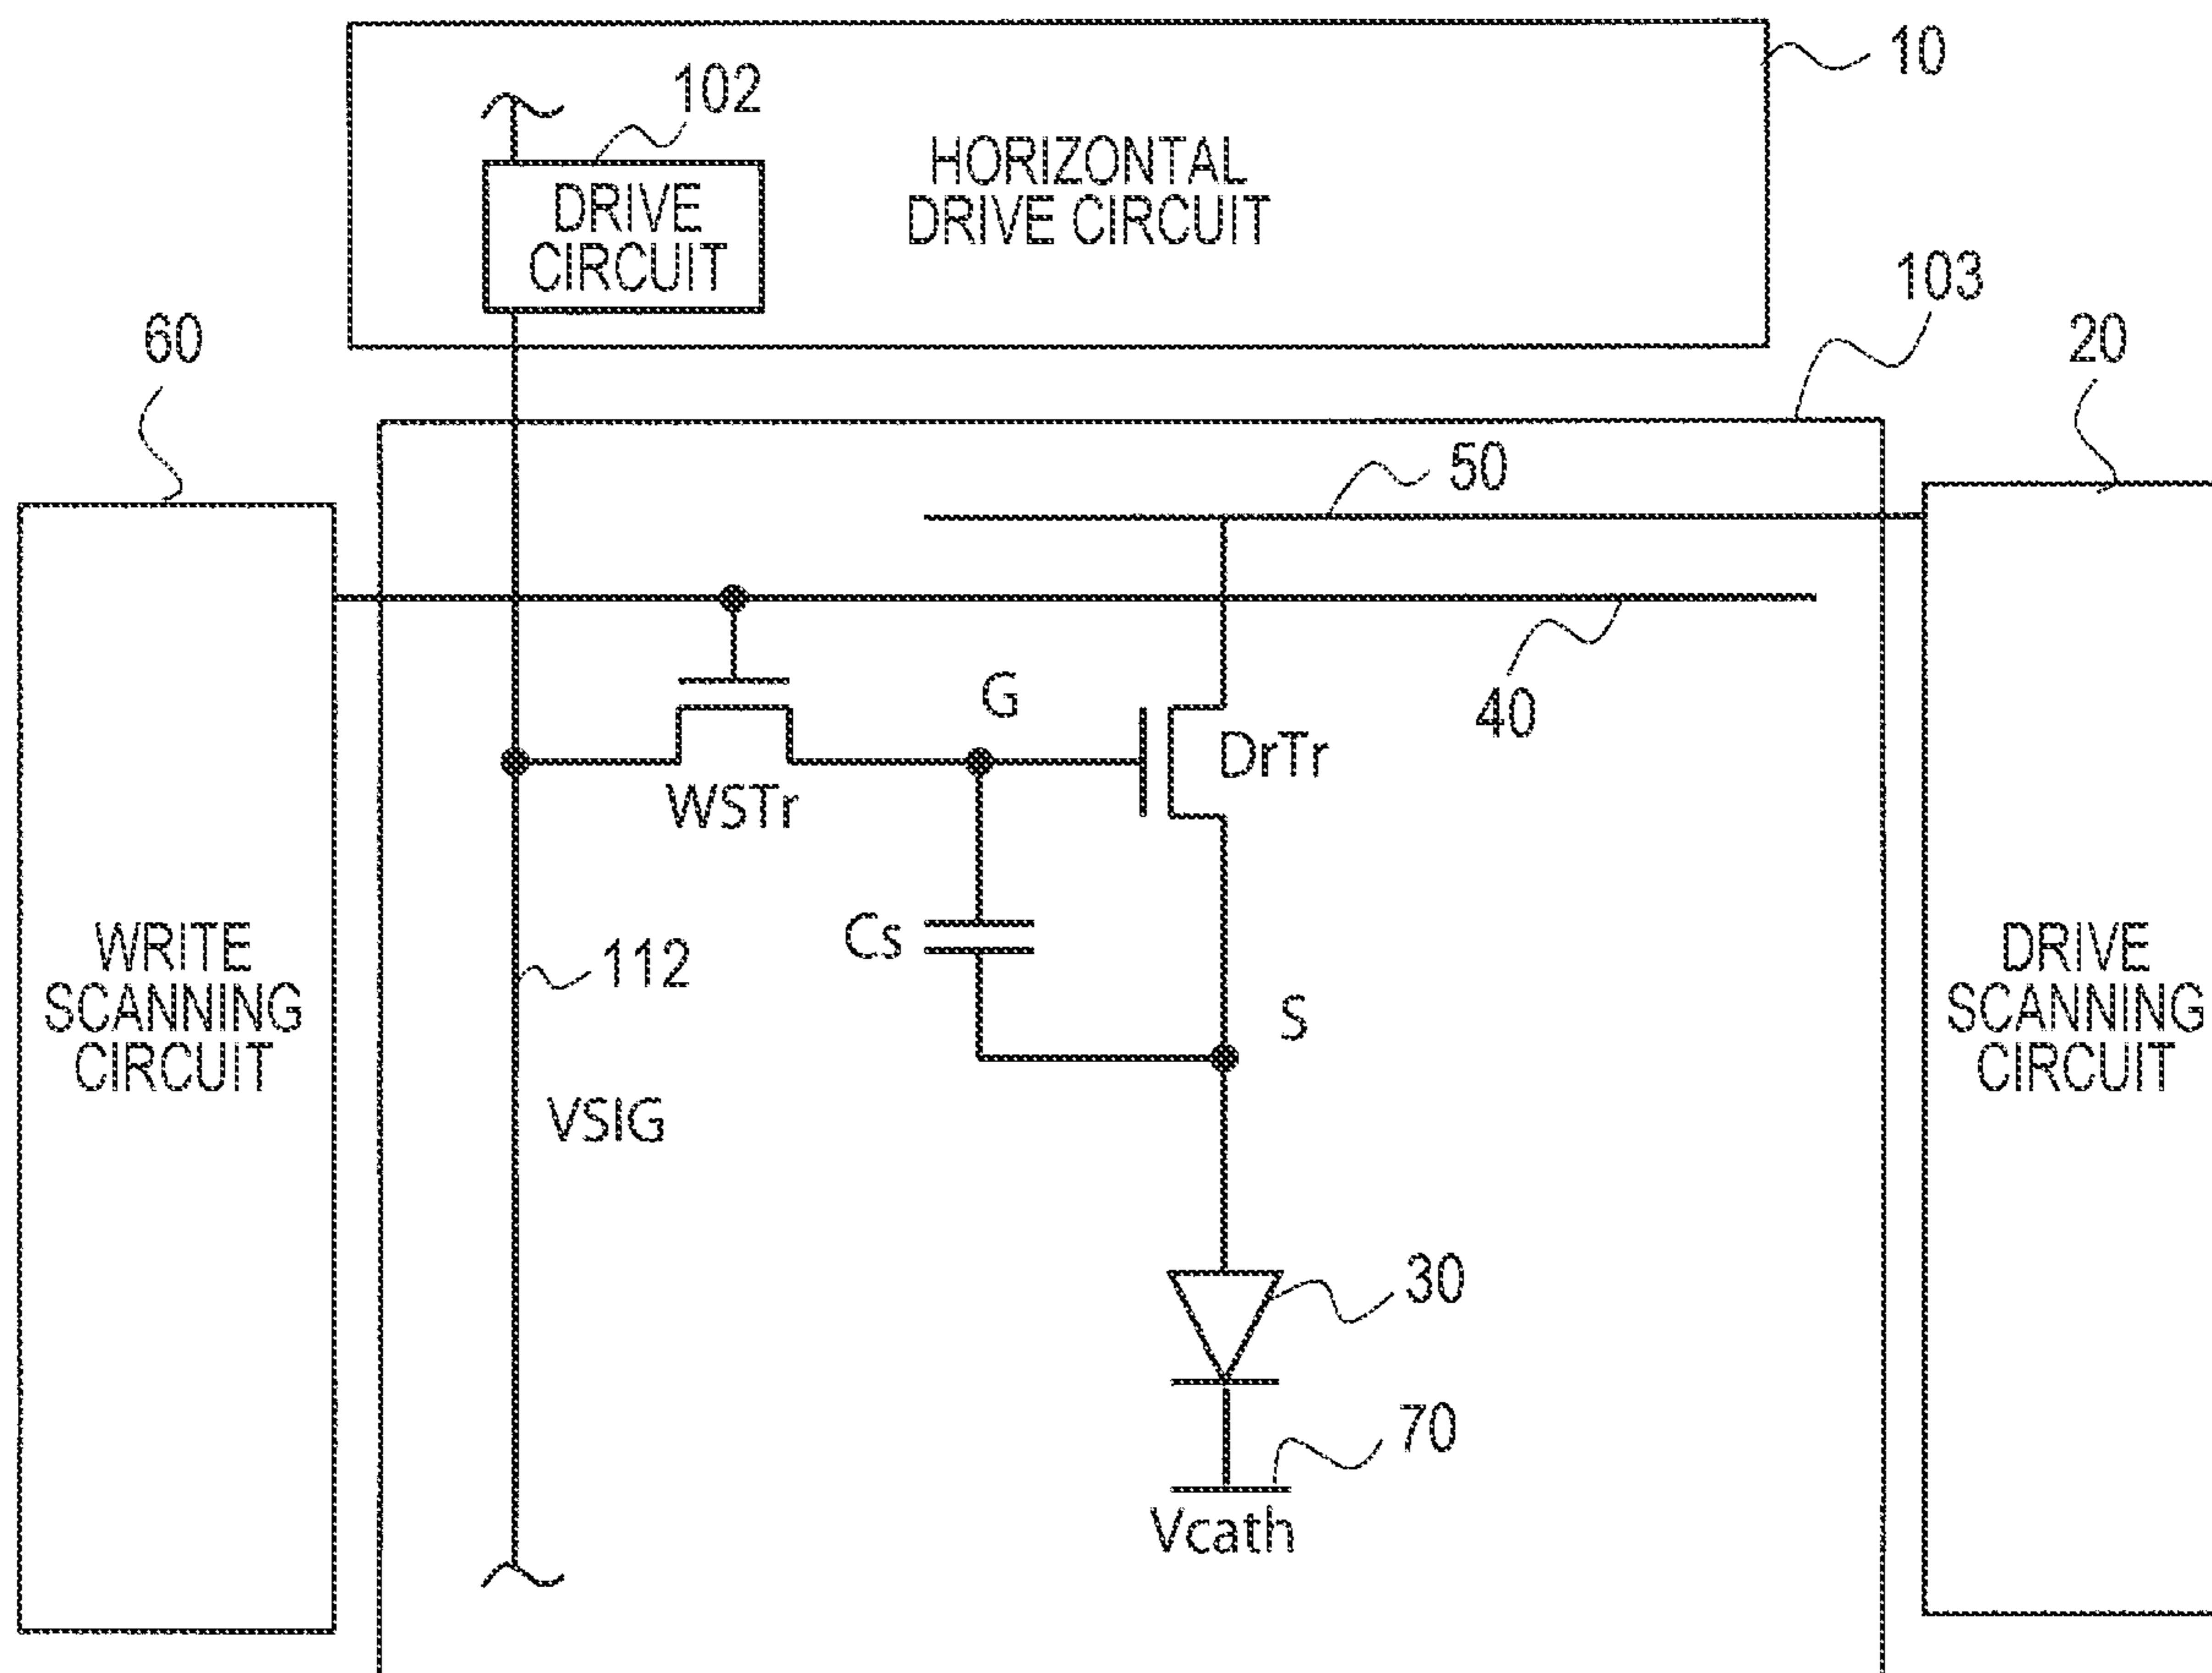 10
102
HORIZONTAL
DRIVE CIRCUIT
DRIVE
CIRCUIT
103
60
20
50
40
G
DrTr
WSTr
Cs
112
S
WRITE
SCANNING
CIRCUIT
DRIVE
SCANNING
CIRCUIT
VSIG
30
70
Vcath